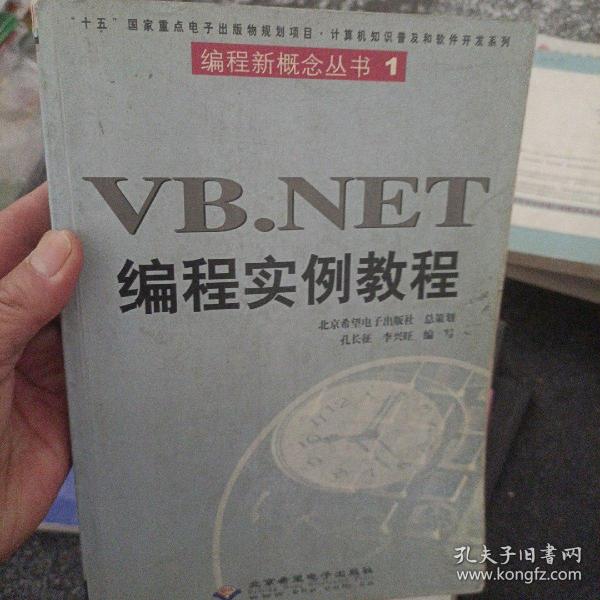 "十五"国家重点电子出版物规划项目·计算机知识普及和软件开发系列
编程新概念丛书 1
VB.NET
编程实例教程
北京希望电子出版社 总策划
孔长征 李兴旺 编 写
北京希望电子出版社
孔夫子旧书网
www.kongfz.com